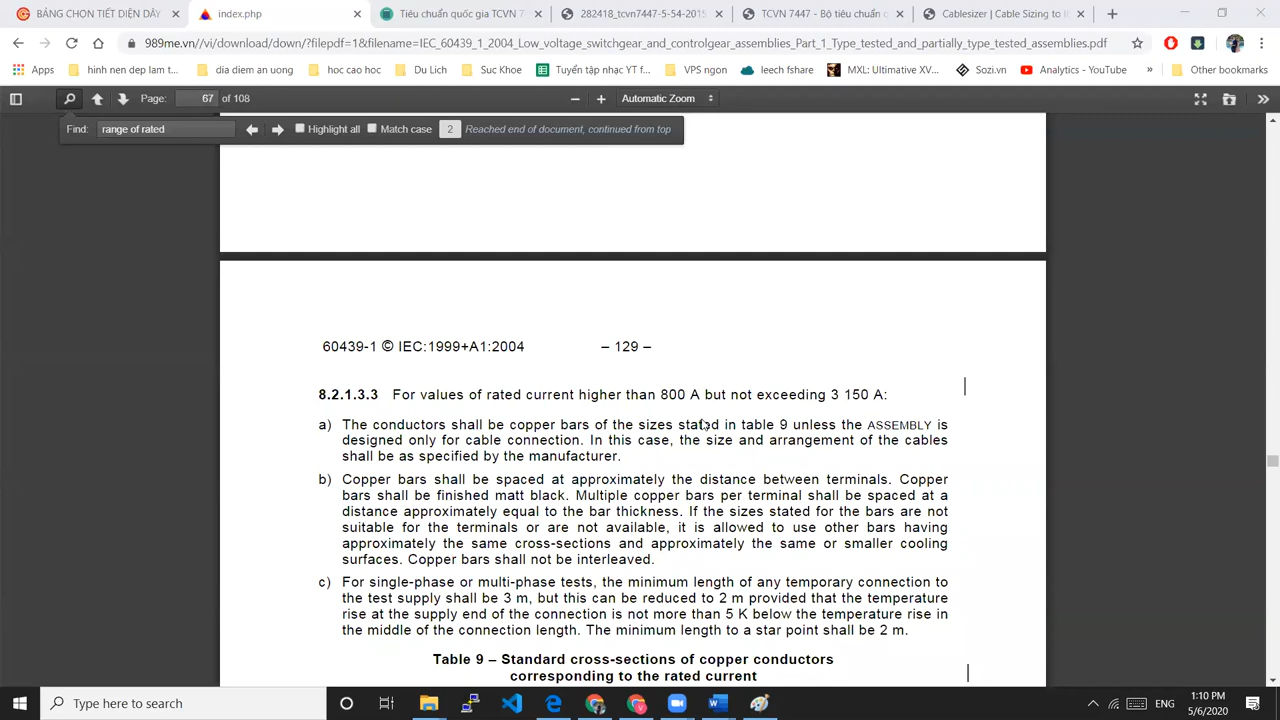 BẢNG CHỌN TIẾT DIỆN DÂY
index.php
Tiêu chuẩn quốc gia TCVN 7
282418_tcvn7447-5-54-2015
TCVN 7447 - Bộ tiêu chuẩn c
Cablesizer | Cable Sizing to I
989me.vn//vi/download/down/?filepdf=1&filename=IEC_60439_1_2004_Low_voltage_switchgear_and_controlgear_assemblies_Part_1_Type_tested_and_partially_type_tested_assemblies.pdf
Apps
hinh nen dep lam t...
dia diem an uong
hoc cao hoc
Du Lich
Suc Khoe
Tuyển tập nhạc YT f...
VPS ngon
leech fshare
MXL: Ultimative XV...
Sozi.vn
Analytics - YouTube
»
Other bookmarks
Page: 67 of 108
Automatic Zoom
Find: range of rated
Highlight all
Match case
2
Reached end of document, continued from top
60439-1 © IEC:1999+A1:2004 – 129 –
8.2.1.3.3 For values of rated current higher than 800 A but not exceeding 3 150 A:
a) The conductors shall be copper bars of the sizes stated in table 9 unless the ASSEMBLY is
designed only for cable connection. In this case, the size and arrangement of the cables
shall be as specified by the manufacturer.
b) Copper bars shall be spaced at approximately the distance between terminals. Copper
bars shall be finished matt black. Multiple copper bars per terminal shall be spaced at a
distance approximately equal to the bar thickness. If the sizes stated for the bars are not
suitable for the terminals or are not available, it is allowed to use other bars having
approximately the same cross-sections and approximately the same or smaller cooling
surfaces. Copper bars shall not be interleaved.
c) For single-phase or multi-phase tests, the minimum length of any temporary connection to
the test supply shall be 3 m, but this can be reduced to 2 m provided that the temperature
rise at the supply end of the connection is not more than 5 K below the temperature rise in
the middle of the connection length. The minimum length to a star point shall be 2 m.
Table 9 – Standard cross-sections of copper conductors
corresponding to the rated current
Type here to search
ENG
1:10 PM
5/6/2020